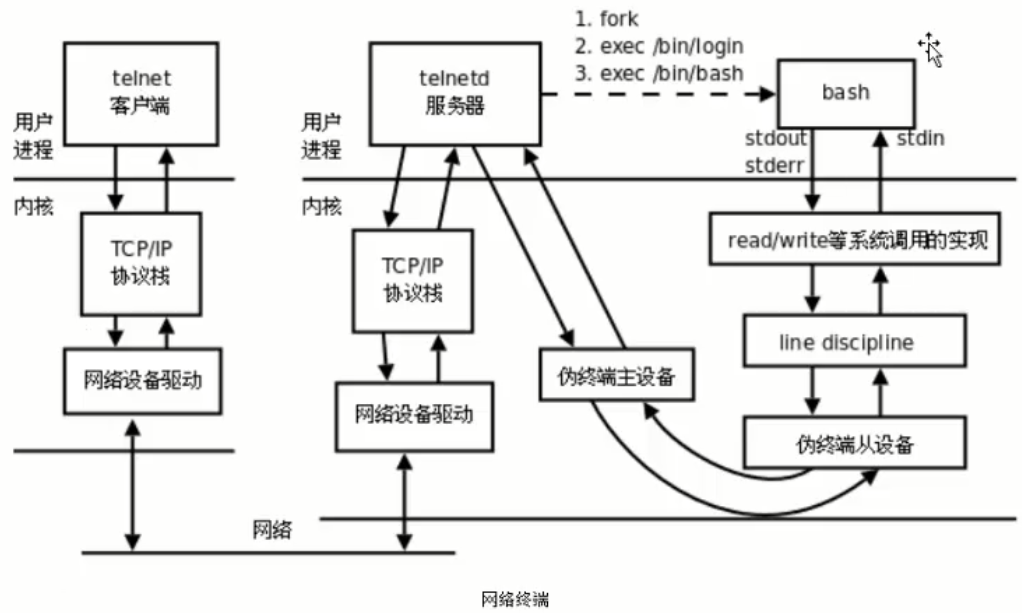 1. fork
2. exec /bin/login
3. exec /bin/bash
telnet
客户端
telnetd
服务器
bash
用户
进程
用户
进程
stdout
stderr
stdin
内核
内核
TCP/IP
协议栈
TCP/IP
协议栈
read/write等系统调用的实现
line discipline
网络设备驱动
网络设备驱动
伪终端主设备
伪终端从设备
网络
网络终端